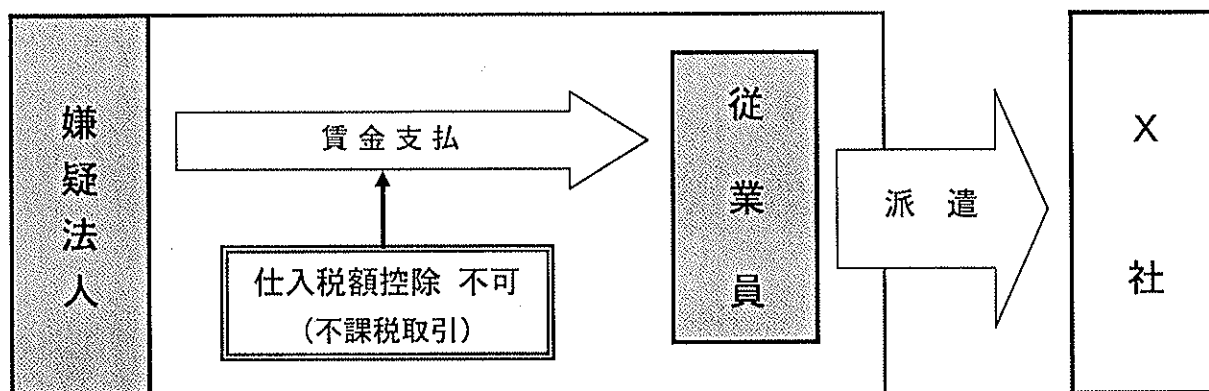 嫌疑法人
賃金支払
仕入税額控除 不可
(不課税取引)
従業員
派 遣
X社